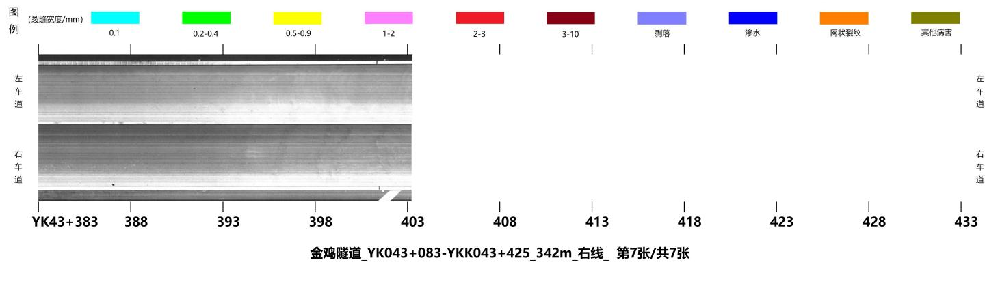 图例 (裂缝宽度/mm) 0.1 0.2-0.4 0.5-0.9 1-2 2-3 3-10 剥落 渗水 网状裂纹 其他病害
左车道 左车道
右车道 右车道
YK43+383 388 393 398 403 408 413 418 423 428 433
金鸡隧道_YK043+083-YKK043+425_342m_右线_ 第7张/共7张